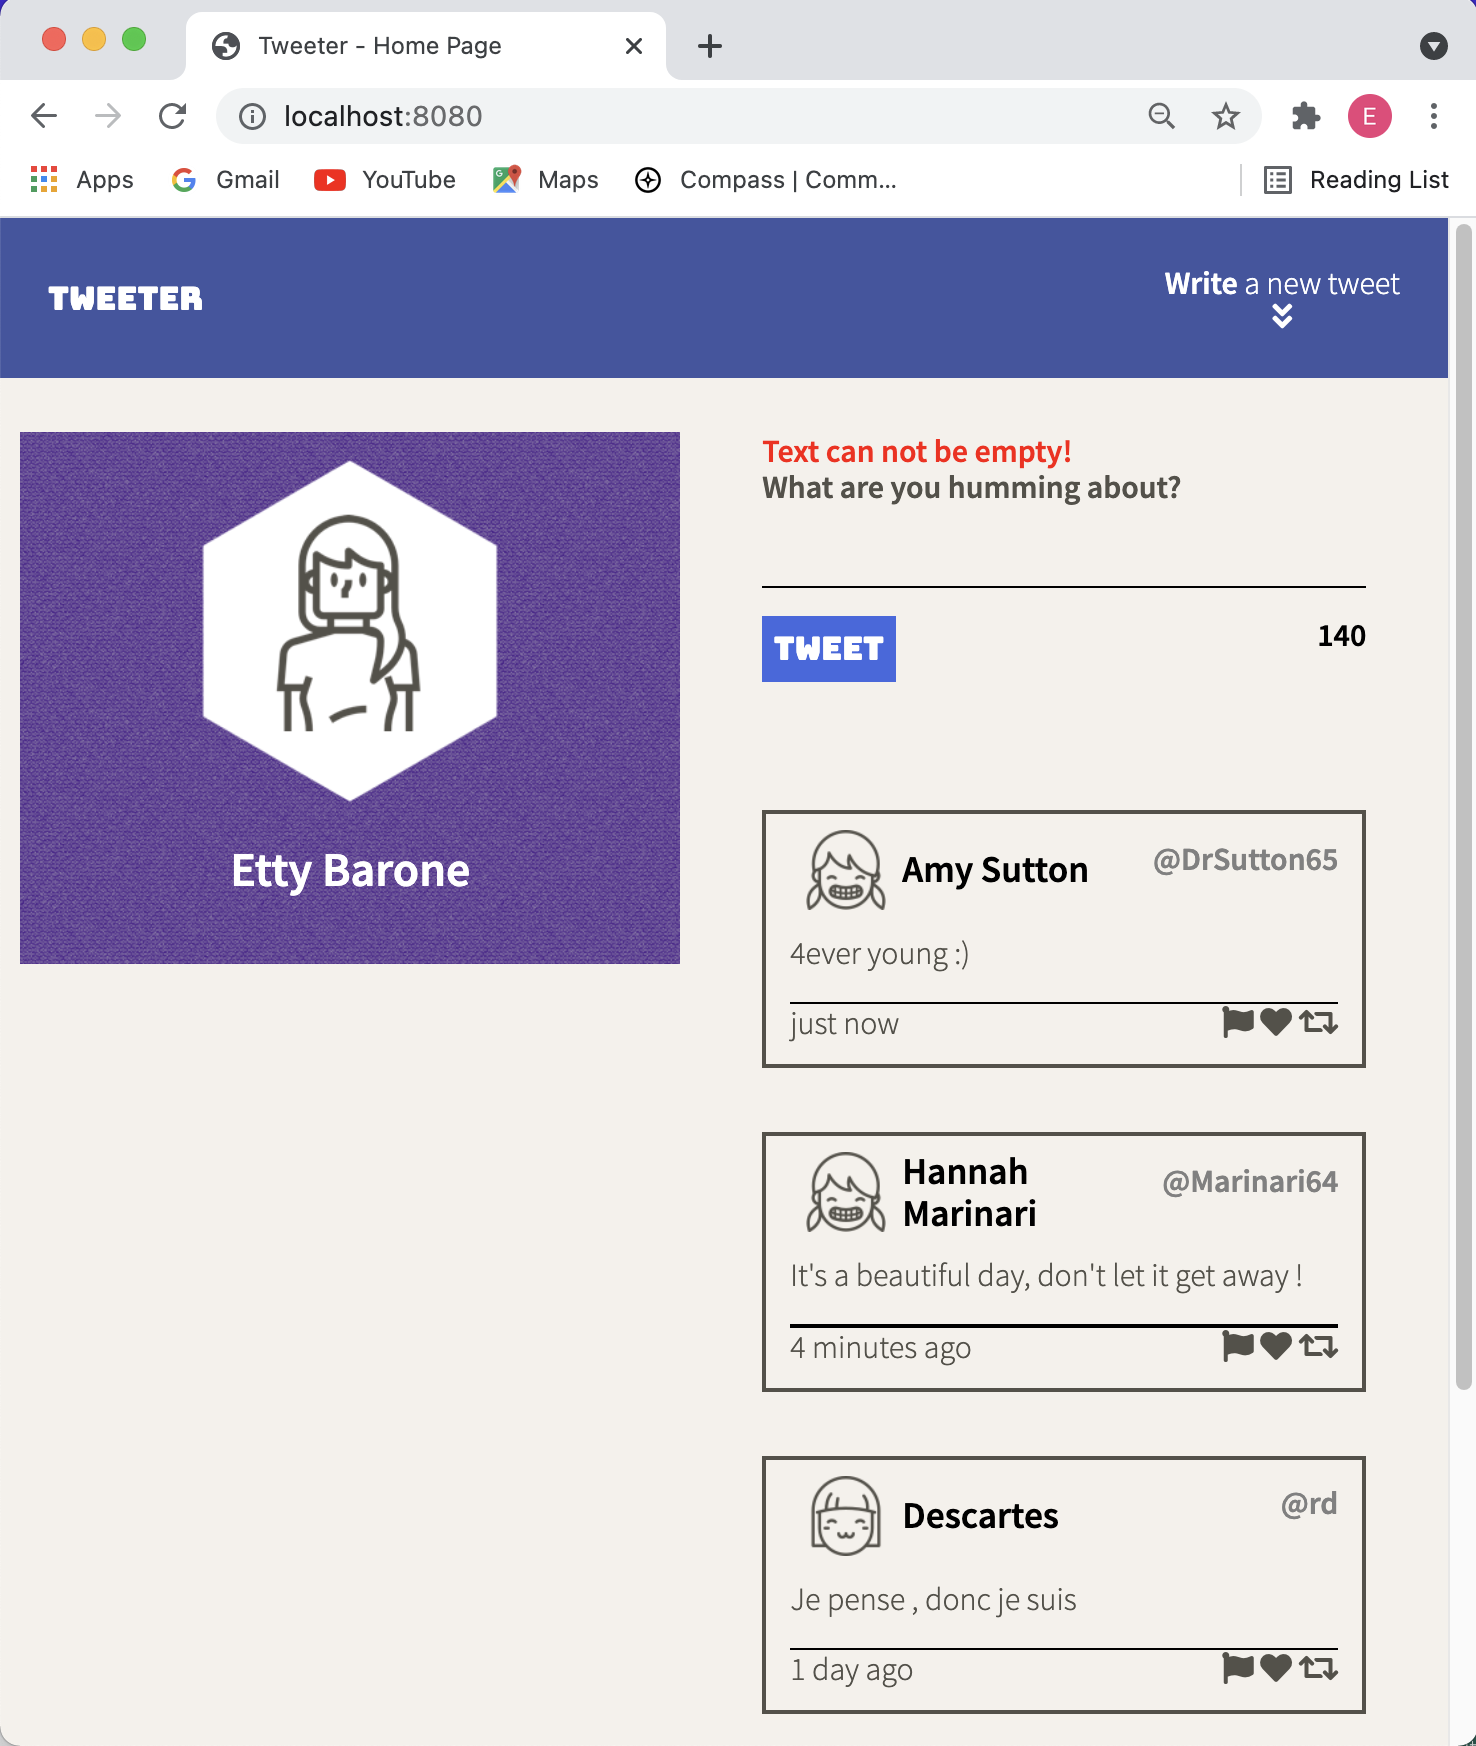 Tweeter - Home Page
localhost:8080
E
Apps
Gmail
YouTube
Maps
Compass | Comm...
Reading List
TWEETER
Write a new tweet
Etty Barone
Text can not be empty!
What are you humming about?
TWEET
140
Amy Sutton
@DrSutton65
4ever young :)
just now
Hannah
Marinari
@Marinari64
It's a beautiful day, don't let it get away !
4 minutes ago
Descartes
@rd
Je pense , donc je suis
1 day ago